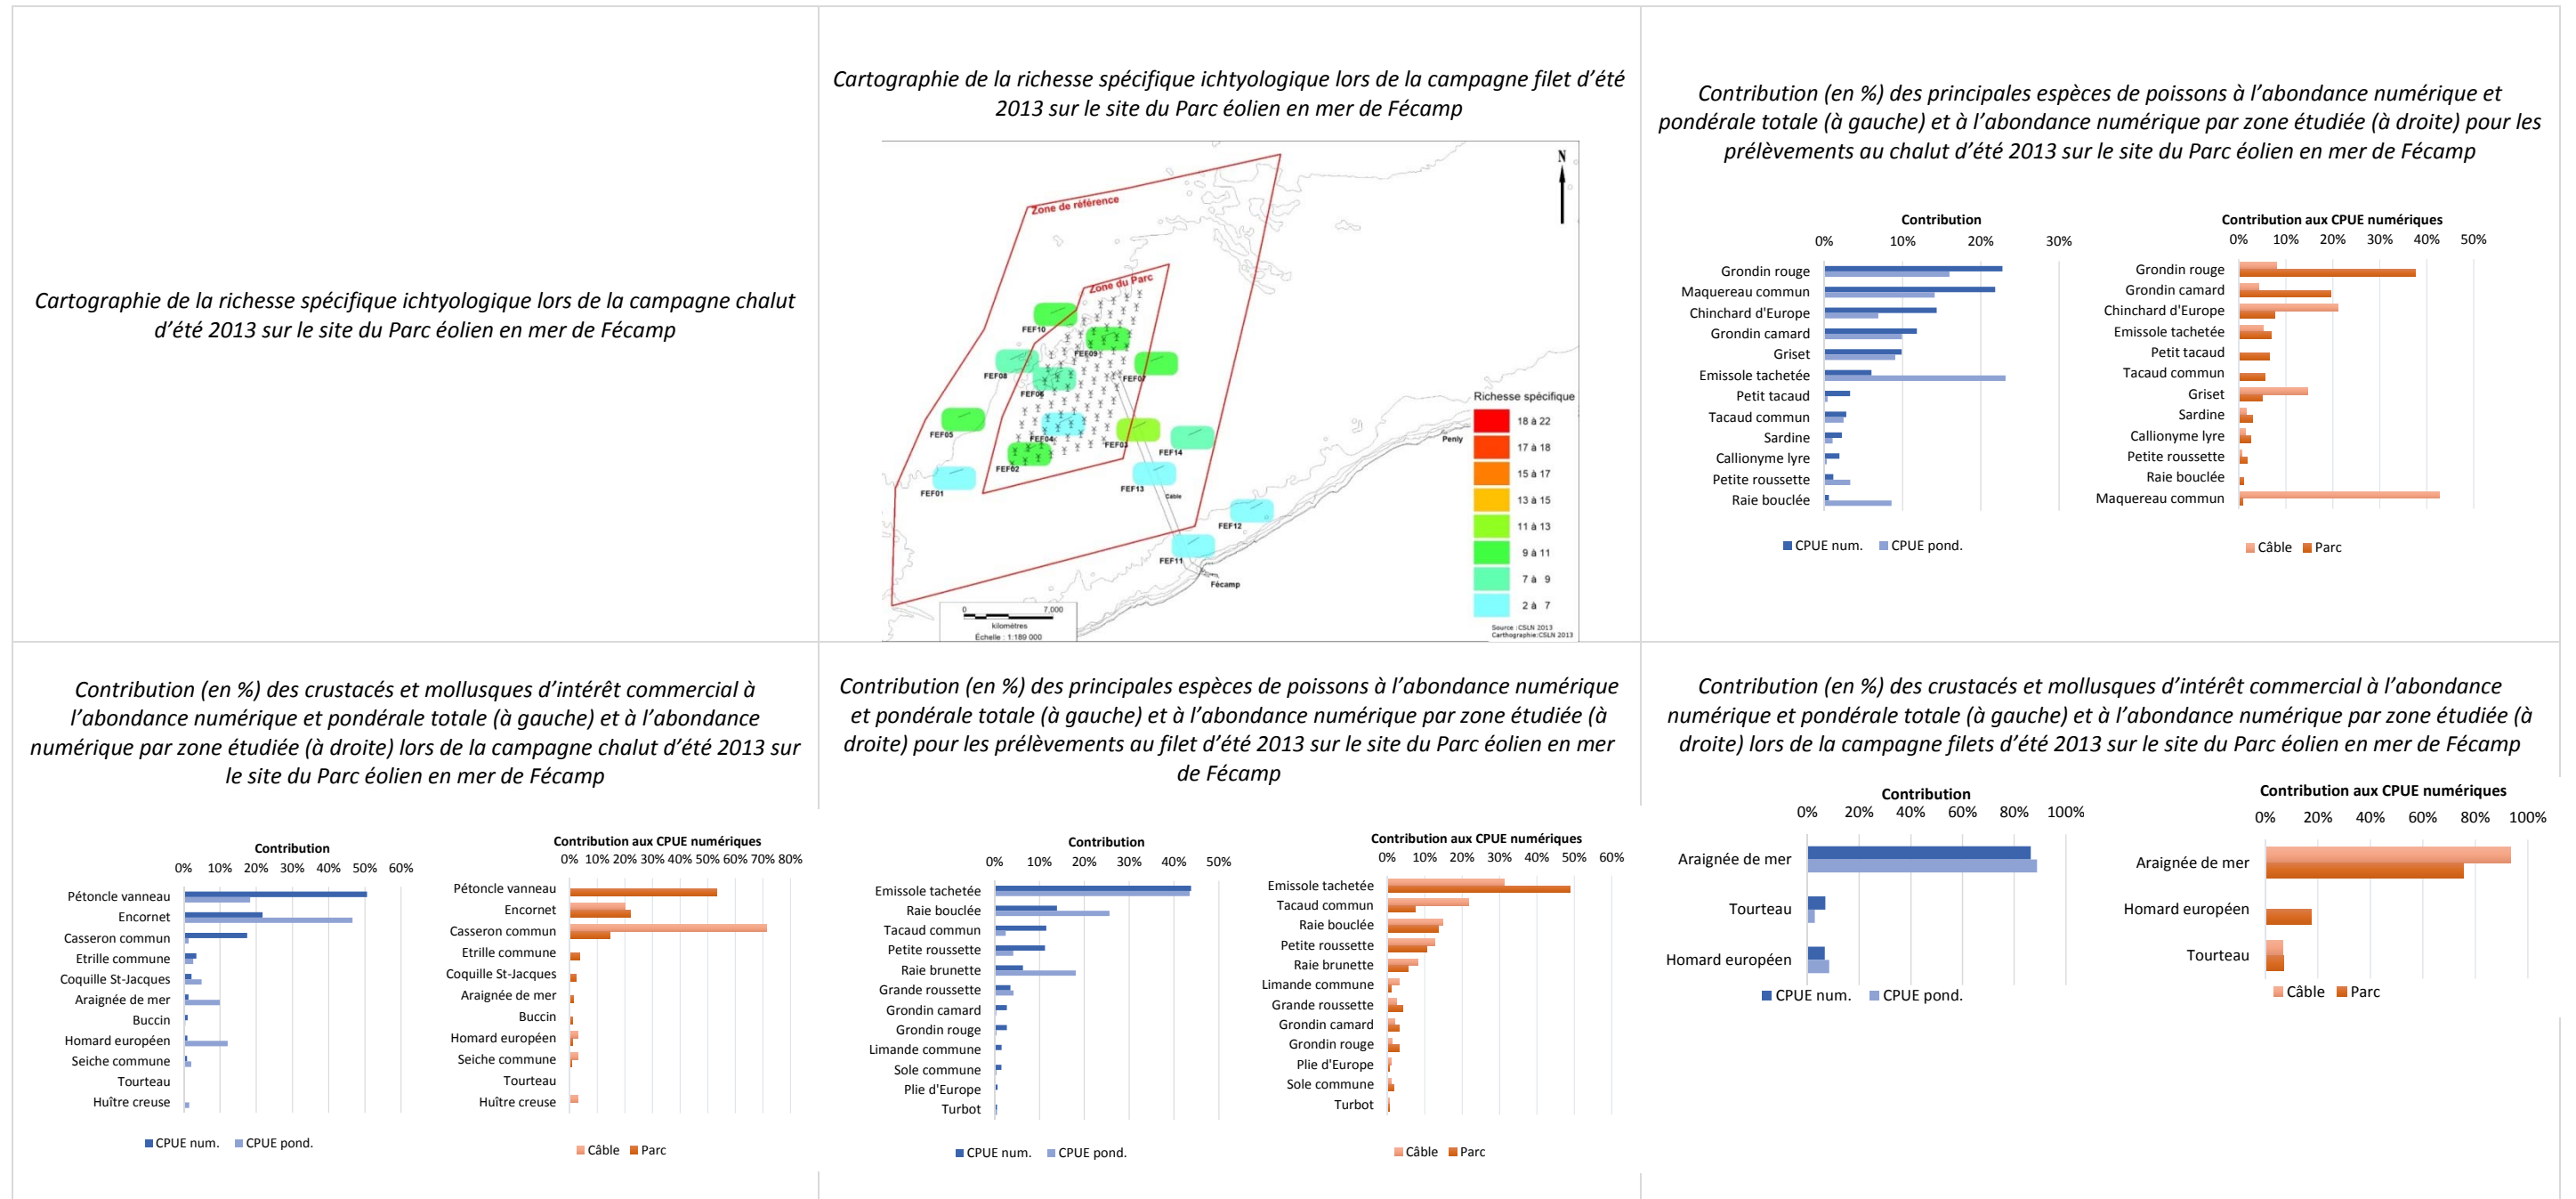 Cartographie de la richesse spécifique ichtyologique lors de la campagne chalut
d'été 2013 sur le site du Parc éolien en mer de Fécamp
Cartographie de la richesse spécifique ichtyologique lors de la campagne filet d'été
2013 sur le site du Parc éolien en mer de Fécamp
N
Zone de référence
Zone du Parc
FEF10
FEF09
FEF08
FEF07
FEF06
FEF05
FEF04
FEF03
FEF14
FEF02
FEF01
FEF13
Câble
FEF12
FEF11
Fécamp
Penly
Richesse spécifique
18 à 22
17 à 18
15 à 17
13 à 15
11 à 13
9 à 11
7 à 9
2 à 7
0 7,000
kilomètres
Échelle : 1:189 000
Source :CSLN 2013
Carthographie:CSLN 2013
Contribution (en %) des principales espèces de poissons à l'abondance numérique et
pondérale totale (à gauche) et à l'abondance numérique par zone étudiée (à droite) pour les
prélèvements au chalut d'été 2013 sur le site du Parc éolien en mer de Fécamp
Contribution
0% 10% 20% 30%
Grondin rouge
Maquereau commun
Chinchard d'Europe
Grondin camard
Griset
Emissole tachetée
Petit tacaud
Tacaud commun
Sardine
Callionyme lyre
Petite roussette
Raie bouclée
CPUE num. CPUE pond.
Contribution aux CPUE numériques
0% 10% 20% 30% 40% 50%
Grondin rouge
Grondin camard
Chinchard d'Europe
Emissole tachetée
Petit tacaud
Tacaud commun
Griset
Sardine
Callionyme lyre
Petite roussette
Raie bouclée
Maquereau commun
Câble Parc
Contribution (en %) des crustacés et mollusques d'intérêt commercial à
l'abondance numérique et pondérale totale (à gauche) et à l'abondance
numérique par zone étudiée (à droite) lors de la campagne chalut d'été 2013 sur
le site du Parc éolien en mer de Fécamp
Contribution
0% 10% 20% 30% 40% 50% 60%
Pétoncle vanneau
Encornet
Casseron commun
Etrille commune
Coquille St-Jacques
Araignée de mer
Buccin
Homard européen
Seiche commune
Tourteau
Huître creuse
CPUE num. CPUE pond.
Contribution aux CPUE numériques
0% 10% 20% 30% 40% 50% 60% 70% 80%
Pétoncle vanneau
Encornet
Casseron commun
Etrille commune
Coquille St-Jacques
Araignée de mer
Buccin
Homard européen
Seiche commune
Tourteau
Huître creuse
Câble Parc
Contribution (en %) des principales espèces de poissons à l'abondance numérique
et pondérale totale (à gauche) et à l'abondance numérique par zone étudiée (à
droite) pour les prélèvements au filet d'été 2013 sur le site du Parc éolien en mer
de Fécamp
Contribution
0% 10% 20% 30% 40% 50%
Emissole tachetée
Raie bouclée
Tacaud commun
Petite roussette
Raie brunette
Grande roussette
Grondin camard
Grondin rouge
Limande commune
Sole commune
Plie d'Europe
Turbot
CPUE num. CPUE pond.
Contribution aux CPUE numériques
0% 10% 20% 30% 40% 50% 60%
Emissole tachetée
Tacaud commun
Raie bouclée
Petite roussette
Raie brunette
Limande commune
Grande roussette
Grondin camard
Grondin rouge
Plie d'Europe
Sole commune
Turbot
Câble Parc
Contribution (en %) des crustacés et mollusques d'intérêt commercial à l'abondance
numérique et pondérale totale (à gauche) et à l'abondance numérique par zone étudiée (à
droite) lors de la campagne filets d'été 2013 sur le site du Parc éolien en mer de Fécamp
Contribution
0% 20% 40% 60% 80% 100%
Araignée de mer
Tourteau
Homard européen
CPUE num. CPUE pond.
Contribution aux CPUE numériques
0% 20% 40% 60% 80% 100%
Araignée de mer
Homard européen
Tourteau
Câble Parc